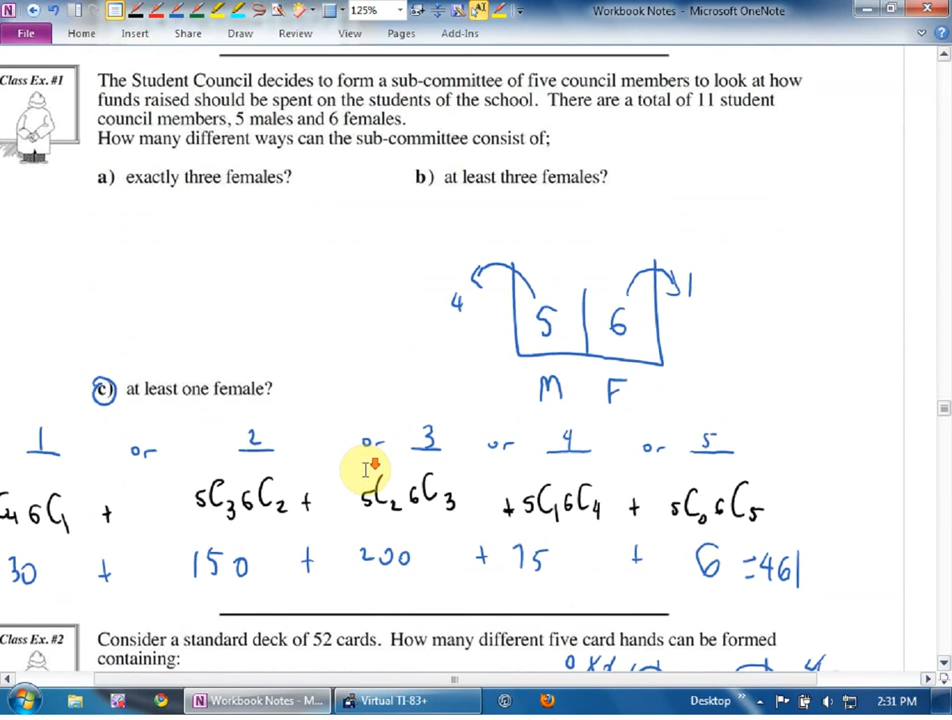 125%
Workbook Notes - Microsoft OneNote
File Home Insert Share Draw Review View Pages Add-Ins
Class Ex. #1
The Student Council decides to form a sub-committee of five council members to look at how
funds raised should be spent on the students of the school. There are a total of 11 student
council members, 5 males and 6 females.
How many different ways can the sub-committee consist of;
a) exactly three females? b) at least three females?
4 5 6 1
M F
c) at least one female?
1 or 2 or 3 or 4 or 5
6C1 + 5C3 6C2 + 5C2 6C3 + 5C1 6C4 + 5C0 6C5
30 + 150 + 200 + 75 + 6 = 461
Class Ex. #2
Consider a standard deck of 52 cards. How many different five card hands can be formed
containing:
Workbook Notes - M... Virtual TI-83+ Desktop 2:31 PM